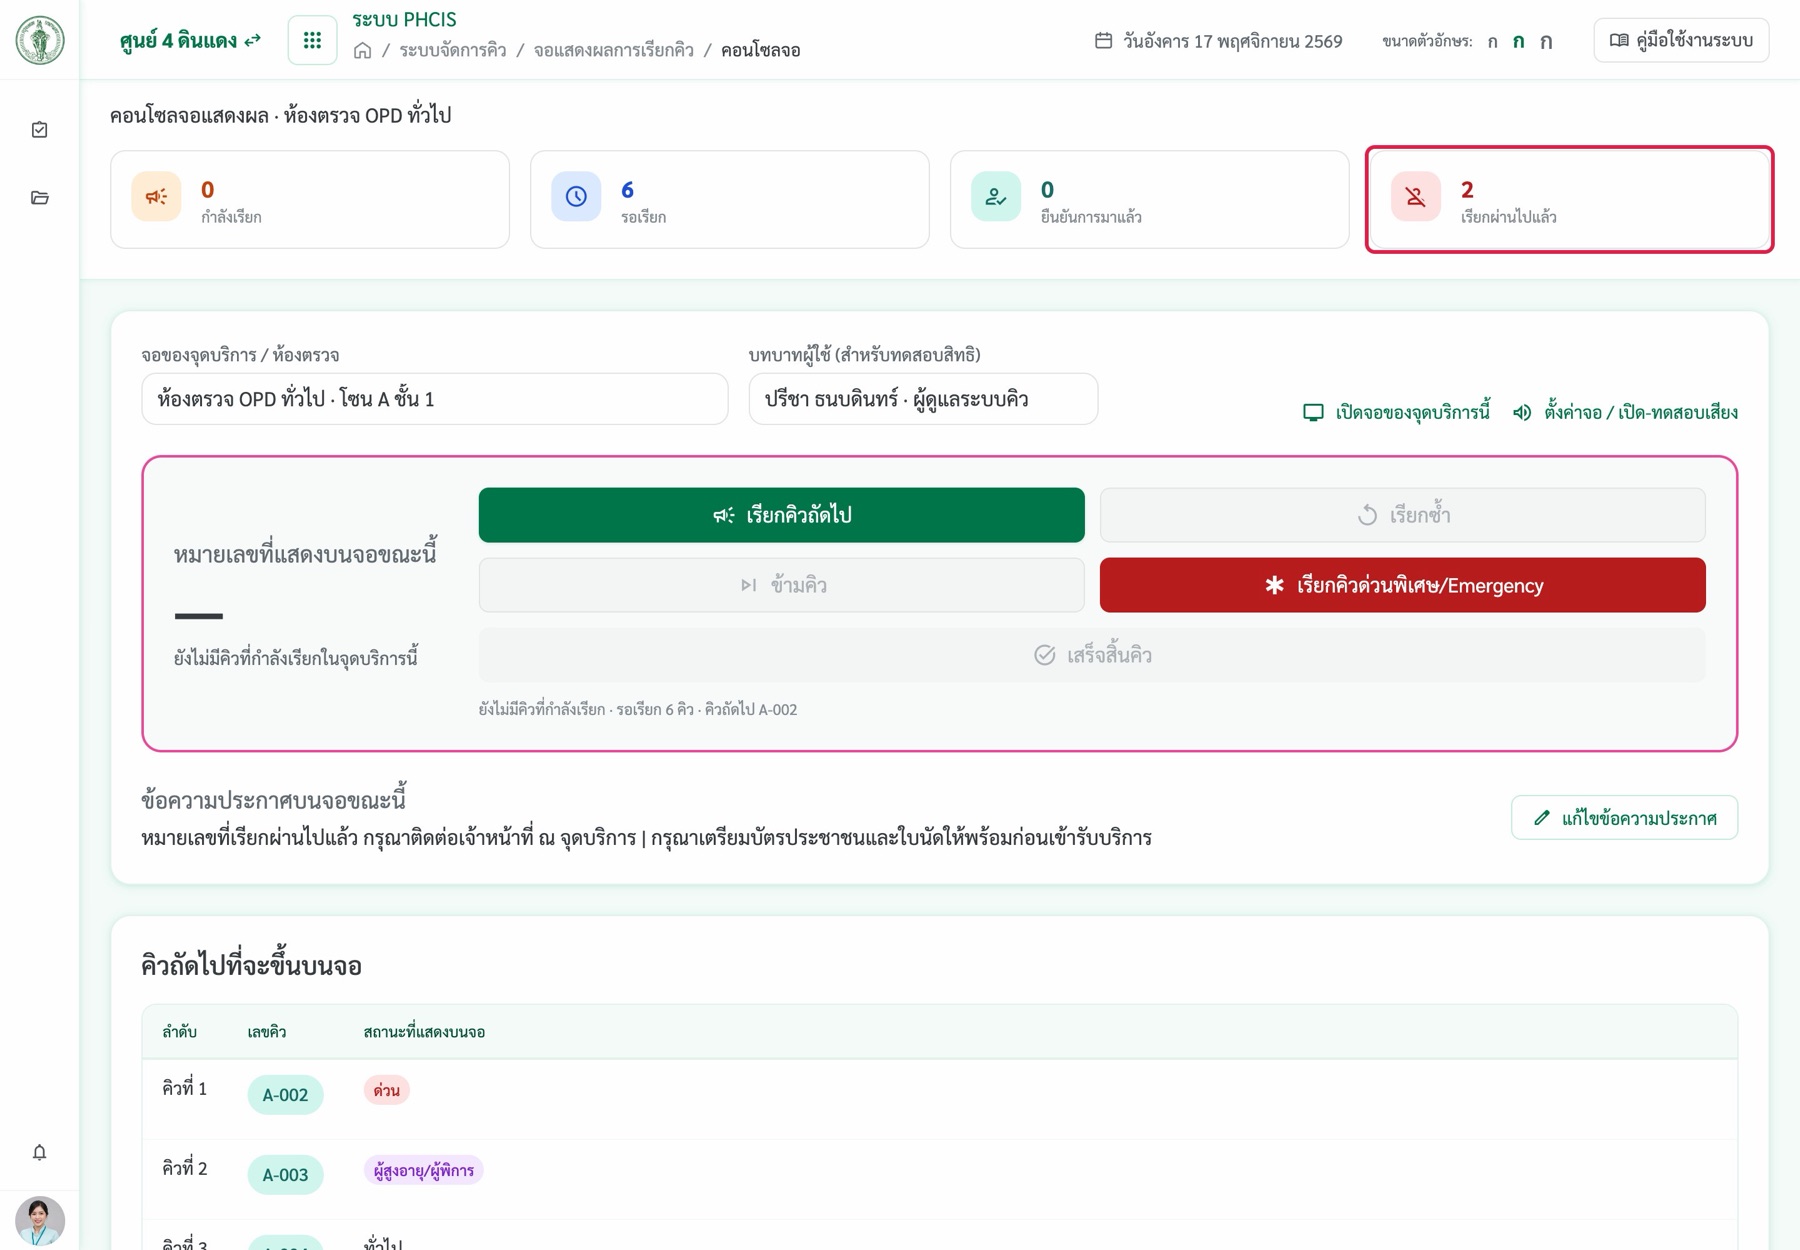 ศูนย์ 4 ดินแดง
ระบบ PHCIS
/ ระบบจัดการคิว / จอแสดงผลการเรียกคิว / คอนโซลจอ
วันอังคาร 17 พฤศจิกายน 2569
ขนาดตัวอักษร: ก ก ก
คู่มือใช้งานระบบ
คอนโซลจอแสดงผล · ห้องตรวจ OPD ทั่วไป
0
กำลังเรียก
6
รอเรียก
0
ยืนยันการมาแล้ว
2
เรียกผ่านไปแล้ว
จอของจุดบริการ / ห้องตรวจ
ห้องตรวจ OPD ทั่วไป · โซน A ชั้น 1
บทบาทผู้ใช้ (สำหรับทดสอบสิทธิ)
ปรีชา ธนบดินทร์ · ผู้ดูแลระบบคิว
เปิดจอของจุดบริการนี้
ตั้งค่าจอ / เปิด-ทดสอบเสียง
หมายเลขที่แสดงบนจอขณะนี้
—
ยังไม่มีคิวที่กำลังเรียกในจุดบริการนี้
เรียกคิวถัดไป
เรียกซ้ำ
ข้ามคิว
เรียกคิวด่วนพิเศษ/Emergency
เสร็จสิ้นคิว
ยังไม่มีคิวที่กำลังเรียก · รอเรียก 6 คิว · คิวถัดไป A-002
ข้อความประกาศบนจอขณะนี้
หมายเลขที่เรียกผ่านไปแล้ว กรุณาติดต่อเจ้าหน้าที่ ณ จุดบริการ | กรุณาเตรียมบัตรประชาชนและใบนัดให้พร้อมก่อนเข้ารับบริการ
แก้ไขข้อความประกาศ
คิวถัดไปที่จะขึ้นบนจอ
ลำดับ เลขคิว สถานะที่แสดงบนจอ
คิวที่ 1 A-002 ด่วน
คิวที่ 2 A-003 ผู้สูงอายุ/ผู้พิการ
คิวที่ 3 ทั่วไป